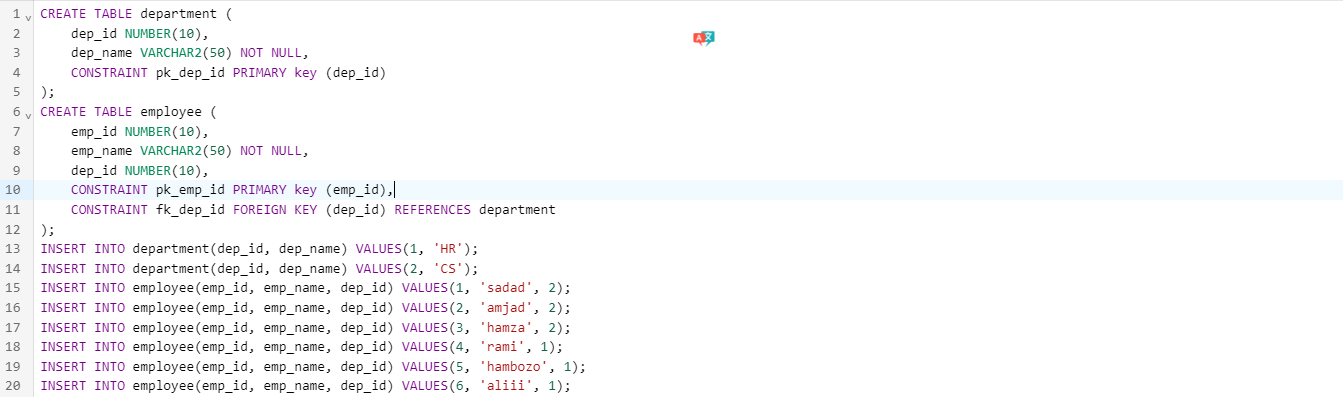 1 CREATE TABLE department (
2     dep_id NUMBER(10),
3     dep_name VARCHAR2(50) NOT NULL,
4     CONSTRAINT pk_dep_id PRIMARY key (dep_id)
5 );
6 CREATE TABLE employee (
7     emp_id NUMBER(10),
8     emp_name VARCHAR2(50) NOT NULL,
9     dep_id NUMBER(10),
10     CONSTRAINT pk_emp_id PRIMARY key (emp_id),
11     CONSTRAINT fk_dep_id FOREIGN KEY (dep_id) REFERENCES department
12 );
13 INSERT INTO department(dep_id, dep_name) VALUES(1, 'HR');
14 INSERT INTO department(dep_id, dep_name) VALUES(2, 'CS');
15 INSERT INTO employee(emp_id, emp_name, dep_id) VALUES(1, 'sadad', 2);
16 INSERT INTO employee(emp_id, emp_name, dep_id) VALUES(2, 'amjad', 2);
17 INSERT INTO employee(emp_id, emp_name, dep_id) VALUES(3, 'hamza', 2);
18 INSERT INTO employee(emp_id, emp_name, dep_id) VALUES(4, 'rami', 1);
19 INSERT INTO employee(emp_id, emp_name, dep_id) VALUES(5, 'hambozo', 1);
20 INSERT INTO employee(emp_id, emp_name, dep_id) VALUES(6, 'aliii', 1);
A 文